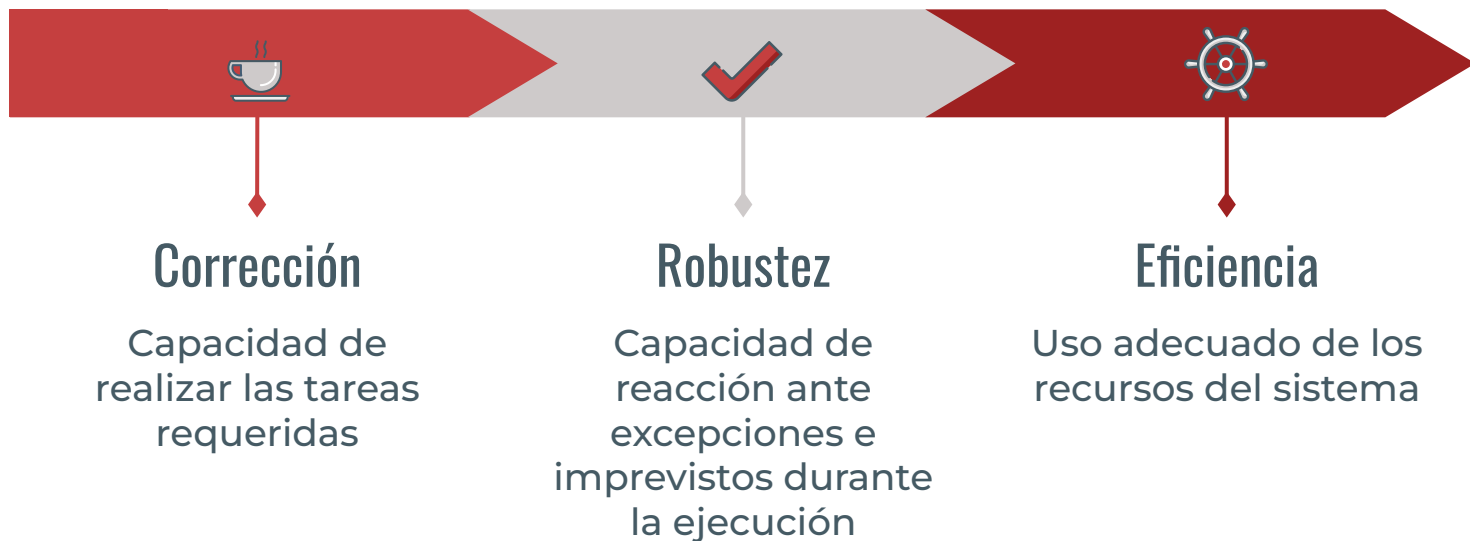 Corrección
Capacidad de
realizar las tareas
requeridas
Robustez
Capacidad de
reacción ante
excepciones e
imprevistos durante
la ejecución
Eficiencia
Uso adecuado de los
recursos del sistema